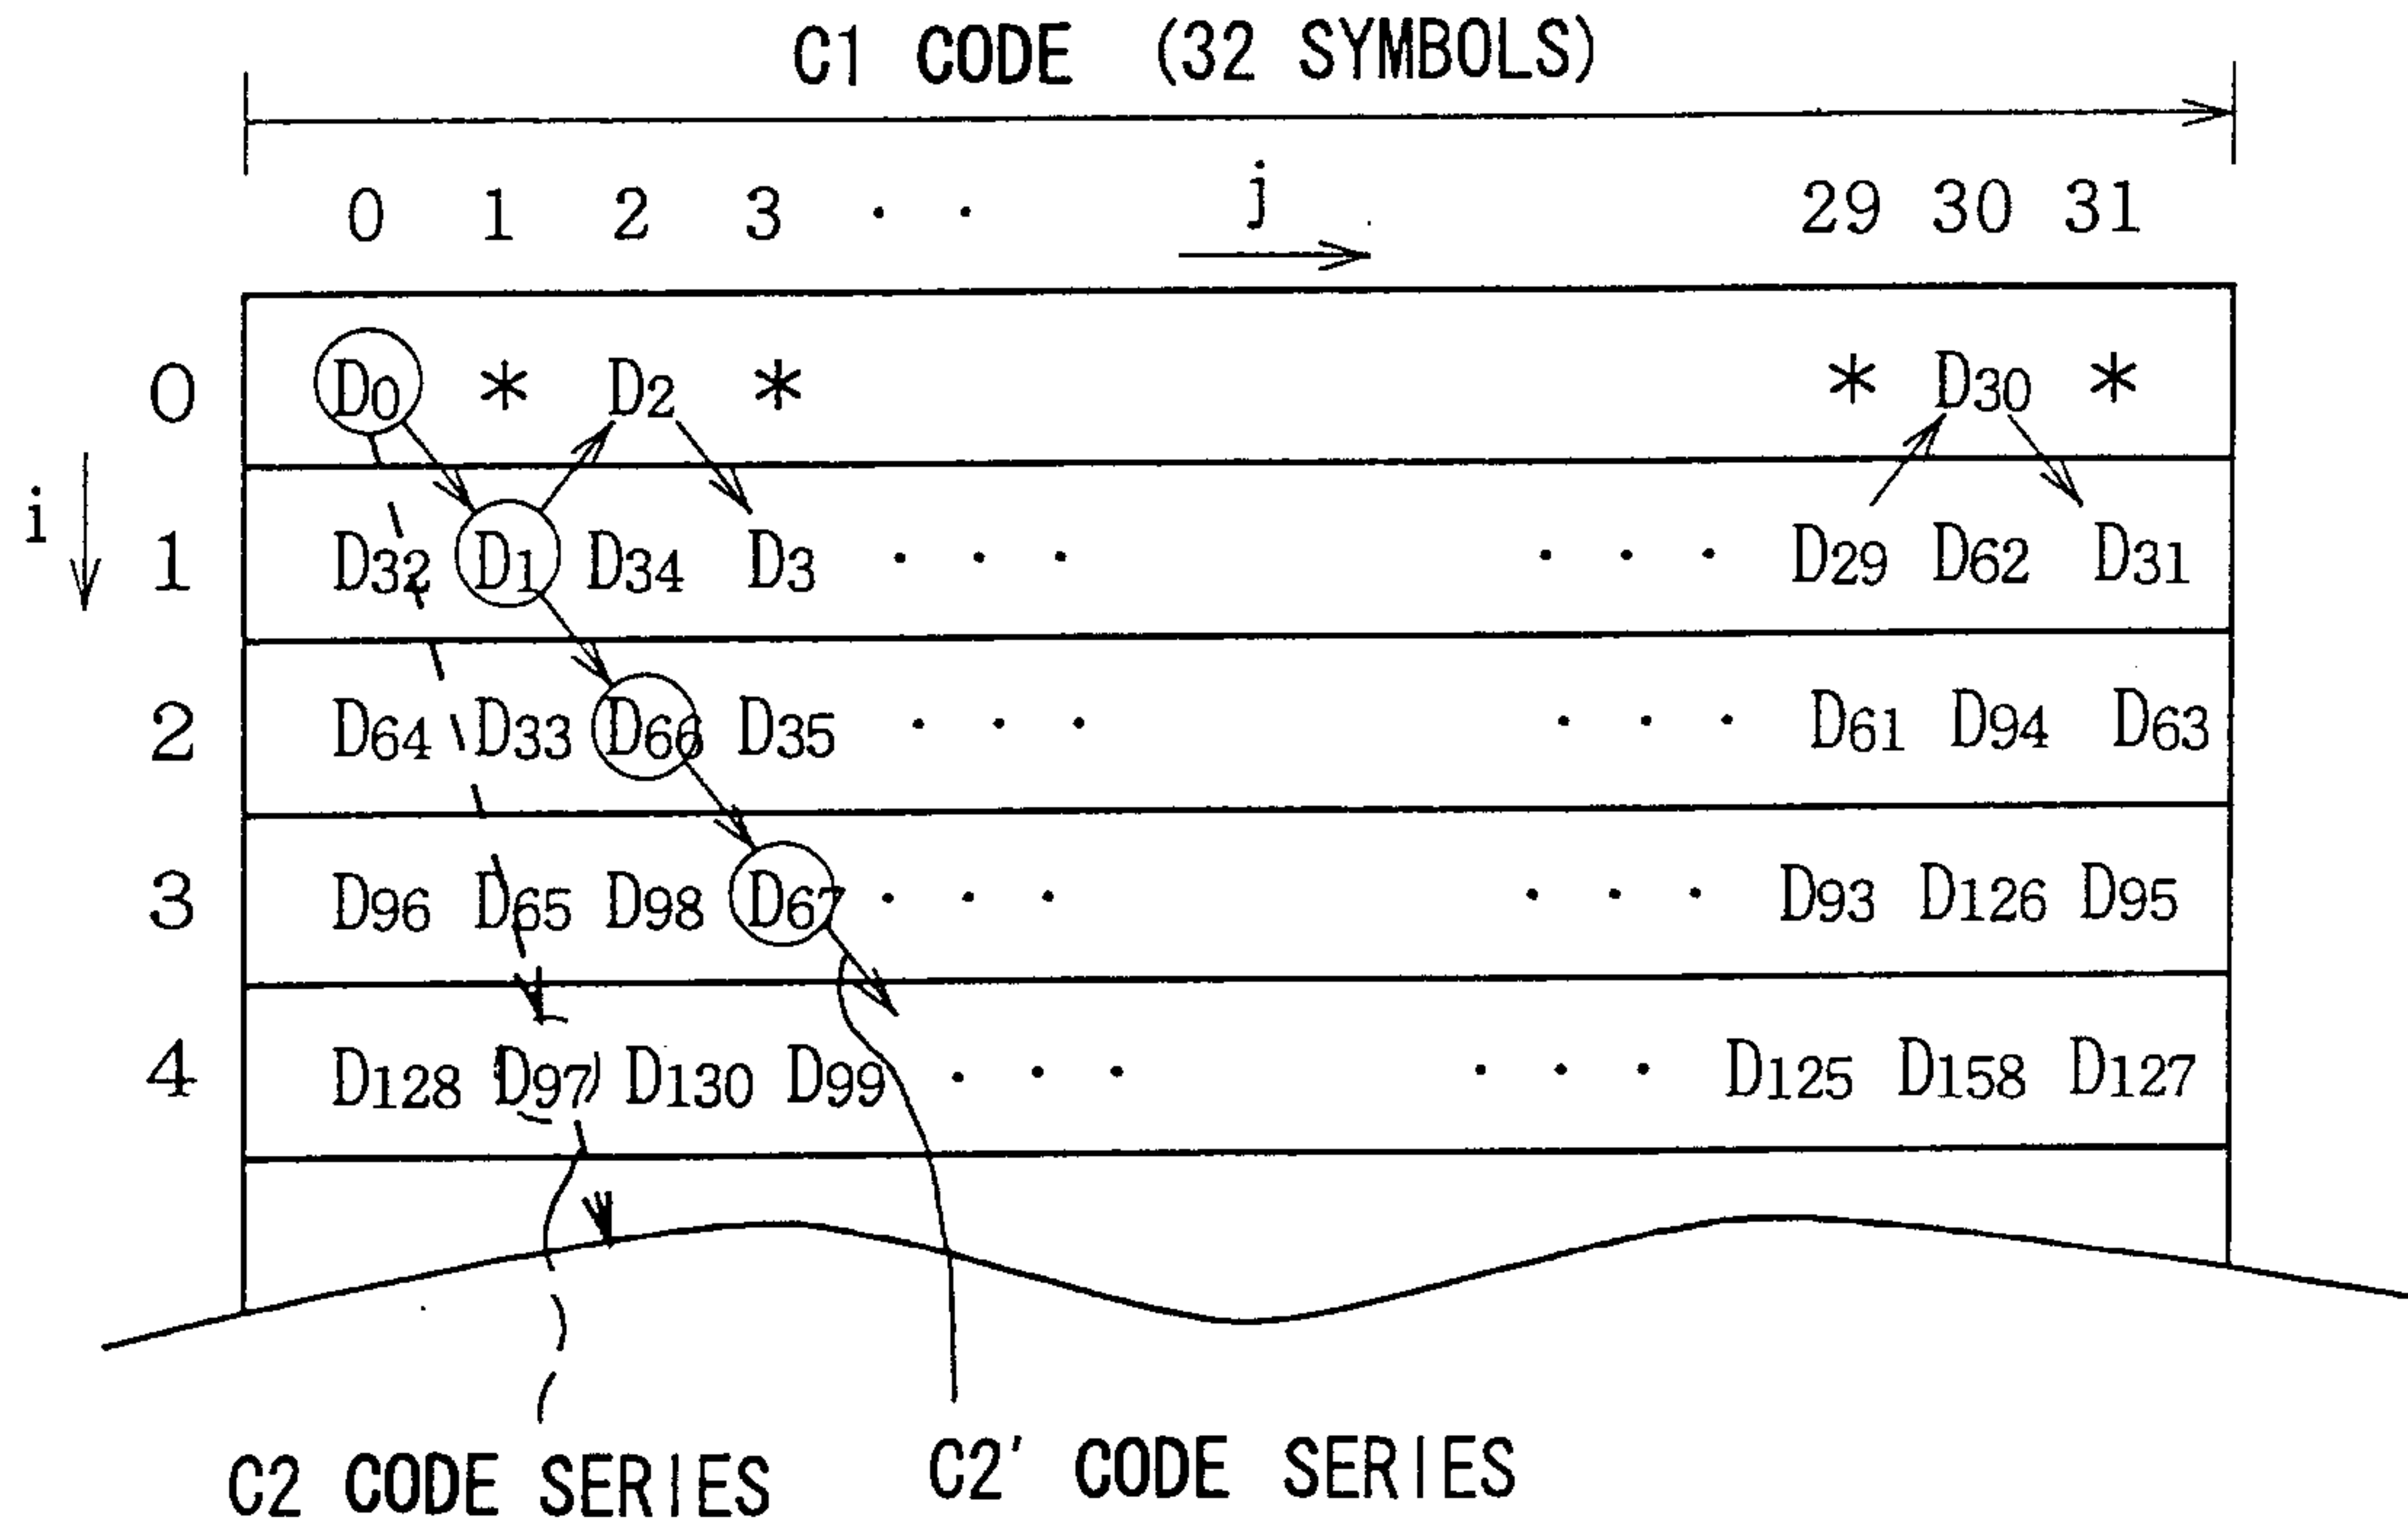 C1 CODE (32 SYMBOLS)
j
0 1 2 3 · · 29 30 31
0 D0 * D2 * * D30 *
i
1 D32 D1 D34 D3 · · · · · · D29 D62 D31
2 D64 D33 D66 D35 · · · · · · D61 D94 D63
3 D96 D65 D98 D67 · · · · · · D93 D126 D95
4 D128 D97 D130 D99 · · · · · · D125 D158 D127
C2 CODE SERIES C2' CODE SERIES